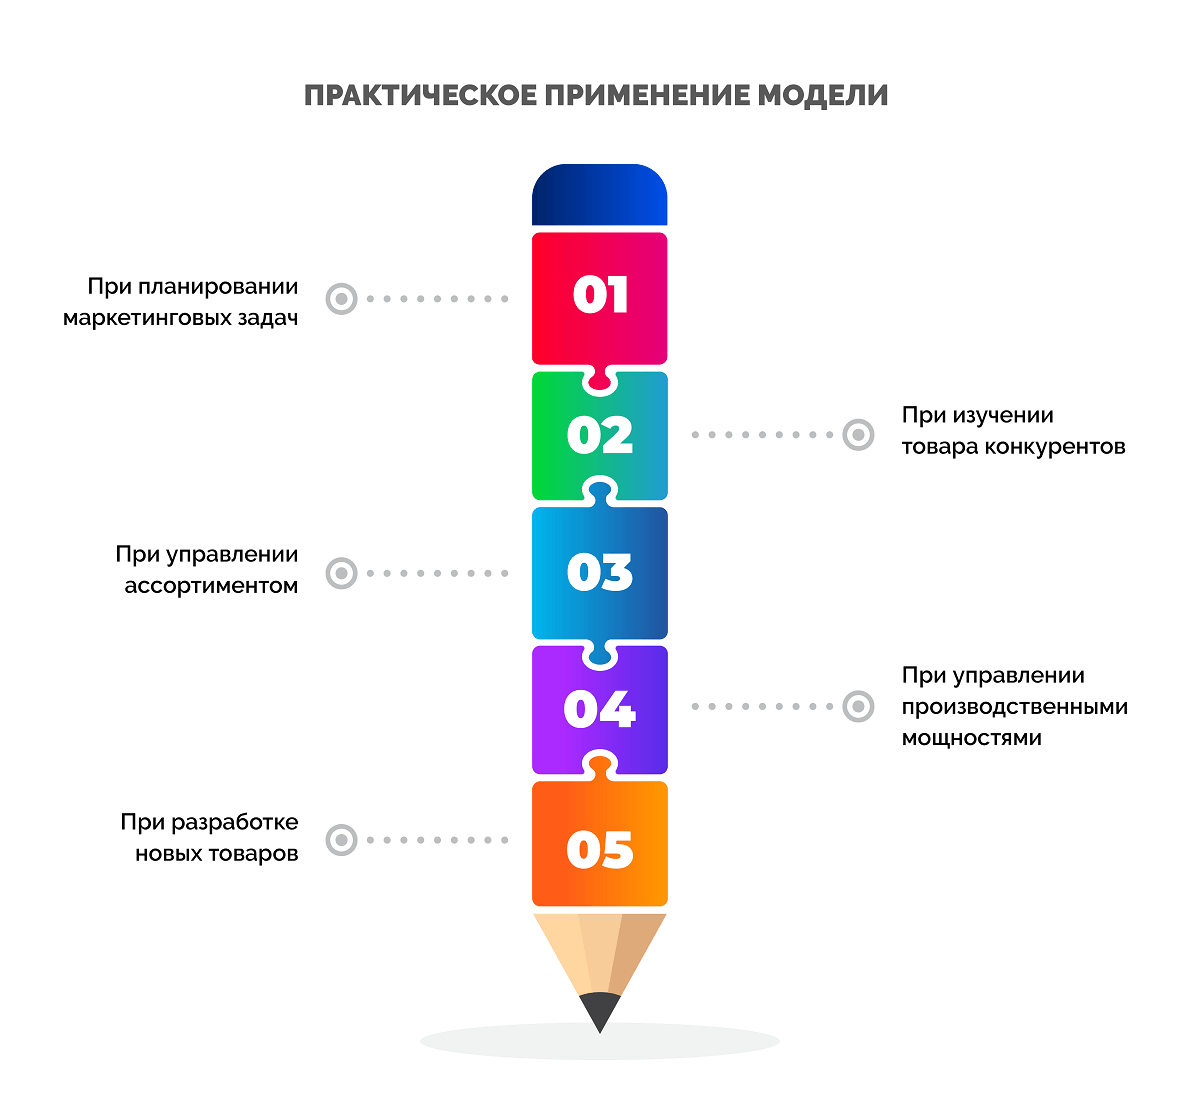 ПРАКТИЧЕСКОЕ ПРИМЕНЕНИЕ МОДЕЛИ
01
При планировании
маркетинговых задач
02
При изучении
товара конкурентов
03
При управлении
ассортиментом
04
При управлении
производственными
мощностями
05
При разработке
новых товаров